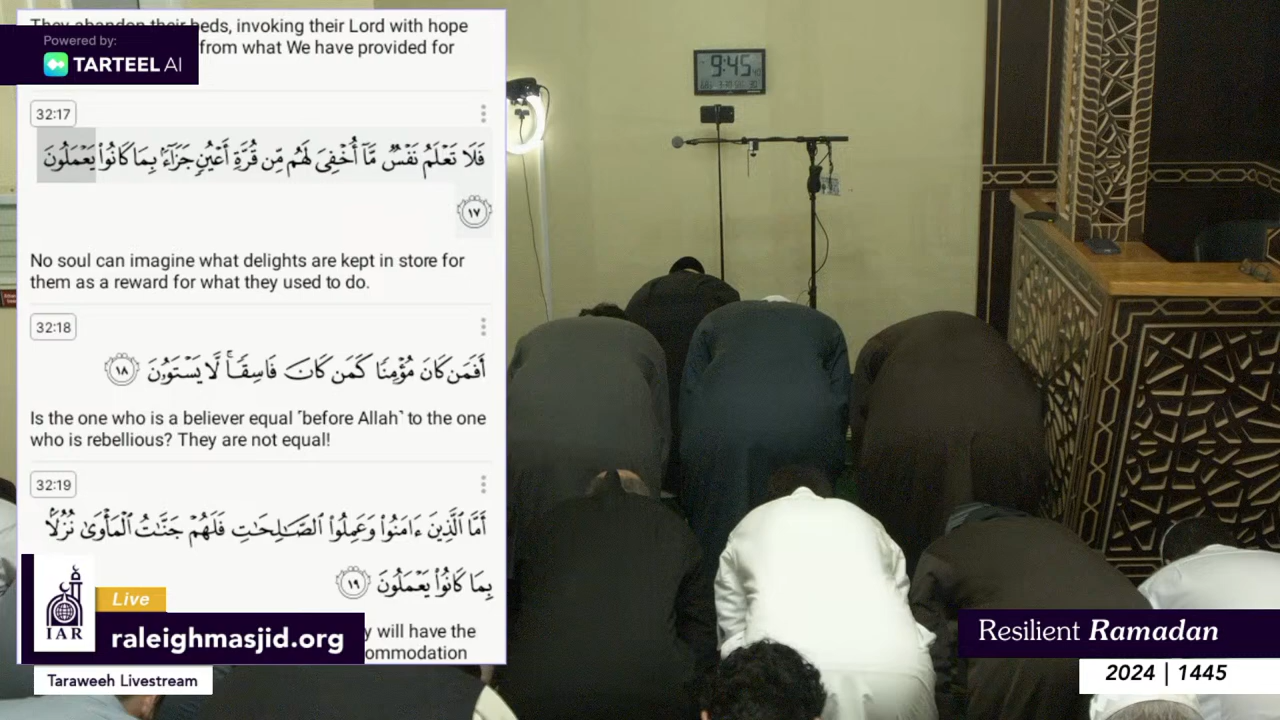 They abandon their beds, invoking their Lord with hope
from what We have provided for
Powered by:
TARTEEL AI
32:17
فَلَا تَعْلَمُ نَفْسٌ مَّآ أُخْفِىَ لَهُم مِّن قُرَّةِ أَعْيُنٍ جَزَآءًۢ بِمَا كَانُوا۟ يَعْمَلُونَ
١٧
No soul can imagine what delights are kept in store for
them as a reward for what they used to do.
32:18
أَفَمَن كَانَ مُؤْمِنًا كَمَن كَانَ فَاسِقًا ۚ لَّا يَسْتَوُۥنَ ١٨
Is the one who is a believer equal ˹before Allah˺ to the one
who is rebellious? They are not equal!
32:19
أَمَّا ٱلَّذِينَ ءَامَنُوا۟ وَعَمِلُوا۟ ٱلصَّـٰلِحَـٰتِ فَلَهُمْ جَنَّـٰتُ ٱلْمَأْوَىٰ نُزُلًۢا
بِمَا كَانُوا۟ يَعْمَلُونَ ١٩
y will have the
ommodation
IAR
Live
raleighmasjid.org
Taraweeh Livestream
9:45
Resilient Ramadan
2024 | 1445